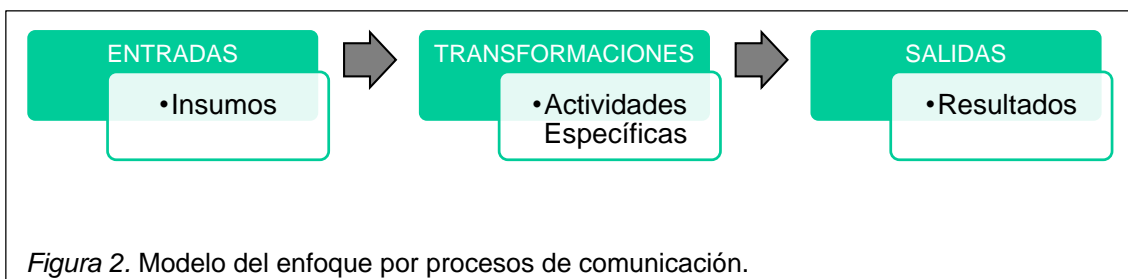 ENTRADAS
•Insumos
TRANSFORMACIONES
•Actividades
Específicas
SALIDAS
•Resultados
Figura 2. Modelo del enfoque por procesos de comunicación.